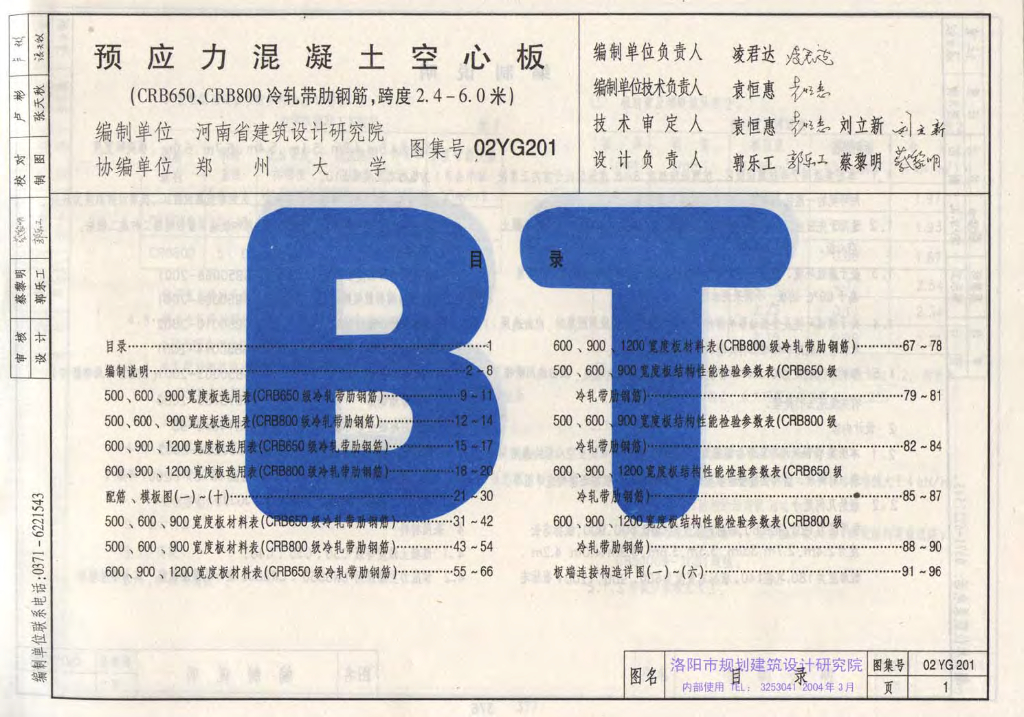 预应力混凝土空心板
(CRB650、CRB800冷轧带肋钢筋,跨度2.4-6.0米)
编制单位 河南省建筑设计研究院
协编单位 郑州大学
图集号 02YG201
编制单位负责人 凌君达
编制单位技术负责人 袁恒惠
技术审定人 袁恒惠 刘立新
设计负责人 郭乐工 蔡黎明
BT
目 录
目录……1
编制说明……2~8
500、600、900宽度板选用表(CRB650级冷轧带肋钢筋)……9~11
500、600、900宽度板选用表(CRB800级冷轧带肋钢筋)……12~14
600、900、1200宽度板选用表(CRB650级冷轧带肋钢筋)……15~17
600、900、1200宽度板选用表(CRB800级冷轧带肋钢筋)……18~20
配筋、模板图(一)~(十)……21~30
500、600、900宽度板材料表(CRB650级冷轧带肋钢筋)……31~42
500、600、900宽度板材料表(CRB800级冷轧带肋钢筋)……43~54
600、900、1200宽度板材料表(CRB650级冷轧带肋钢筋)……55~66
600、900、1200宽度板材料表(CRB800级冷轧带肋钢筋)……67~78
500、600、900宽度板结构性能检验参数表(CRB650级
冷轧带肋钢筋)……79~81
500、600、900宽度板结构性能检验参数表(CRB800级
冷轧带肋钢筋)……82~84
600、900、1200宽度板结构性能检验参数表(CRB650级
冷轧带肋钢筋)……85~87
600、900、1200宽度板结构性能检验参数表(CRB800级
冷轧带肋钢筋)……88~90
板端连接构造详图(一)~(六)……91~96
校对 卢彬
制图 张天秋
审核 蔡黎明
设计 郭乐工
编制单位联系电话:0371-6221543
图名 目 录
洛阳市规划建筑设计研究院
内部使用 TEL: 3253041 2004年3月
图集号 02YG201
页 1